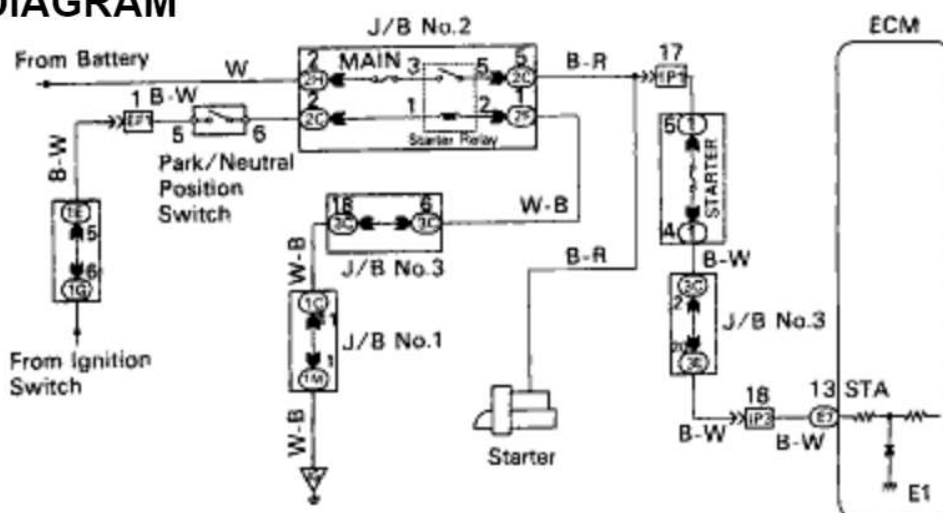 DIAGRAM
J/B No.2
ECM
From Battery
W
2
2H
MAIN
3
5
5
2C
B-R
17
IP1
1
B-W
5
6
2
2C
1
2
1
2F
Starter Relay
5
1
STARTER
4
1
B-W
Park/Neutral
Position
Switch
B-W
1E
5
6
1G
18
3C
6
3C
W-B
B-R
J/B No.3
W-B
1C
1
1
1M
J/B No.1
3C
2
20
3E
J/B No.3
From Ignition
Switch
W-B
Starter
B-W
18
IP3
B-W
13
STA
E7
E1